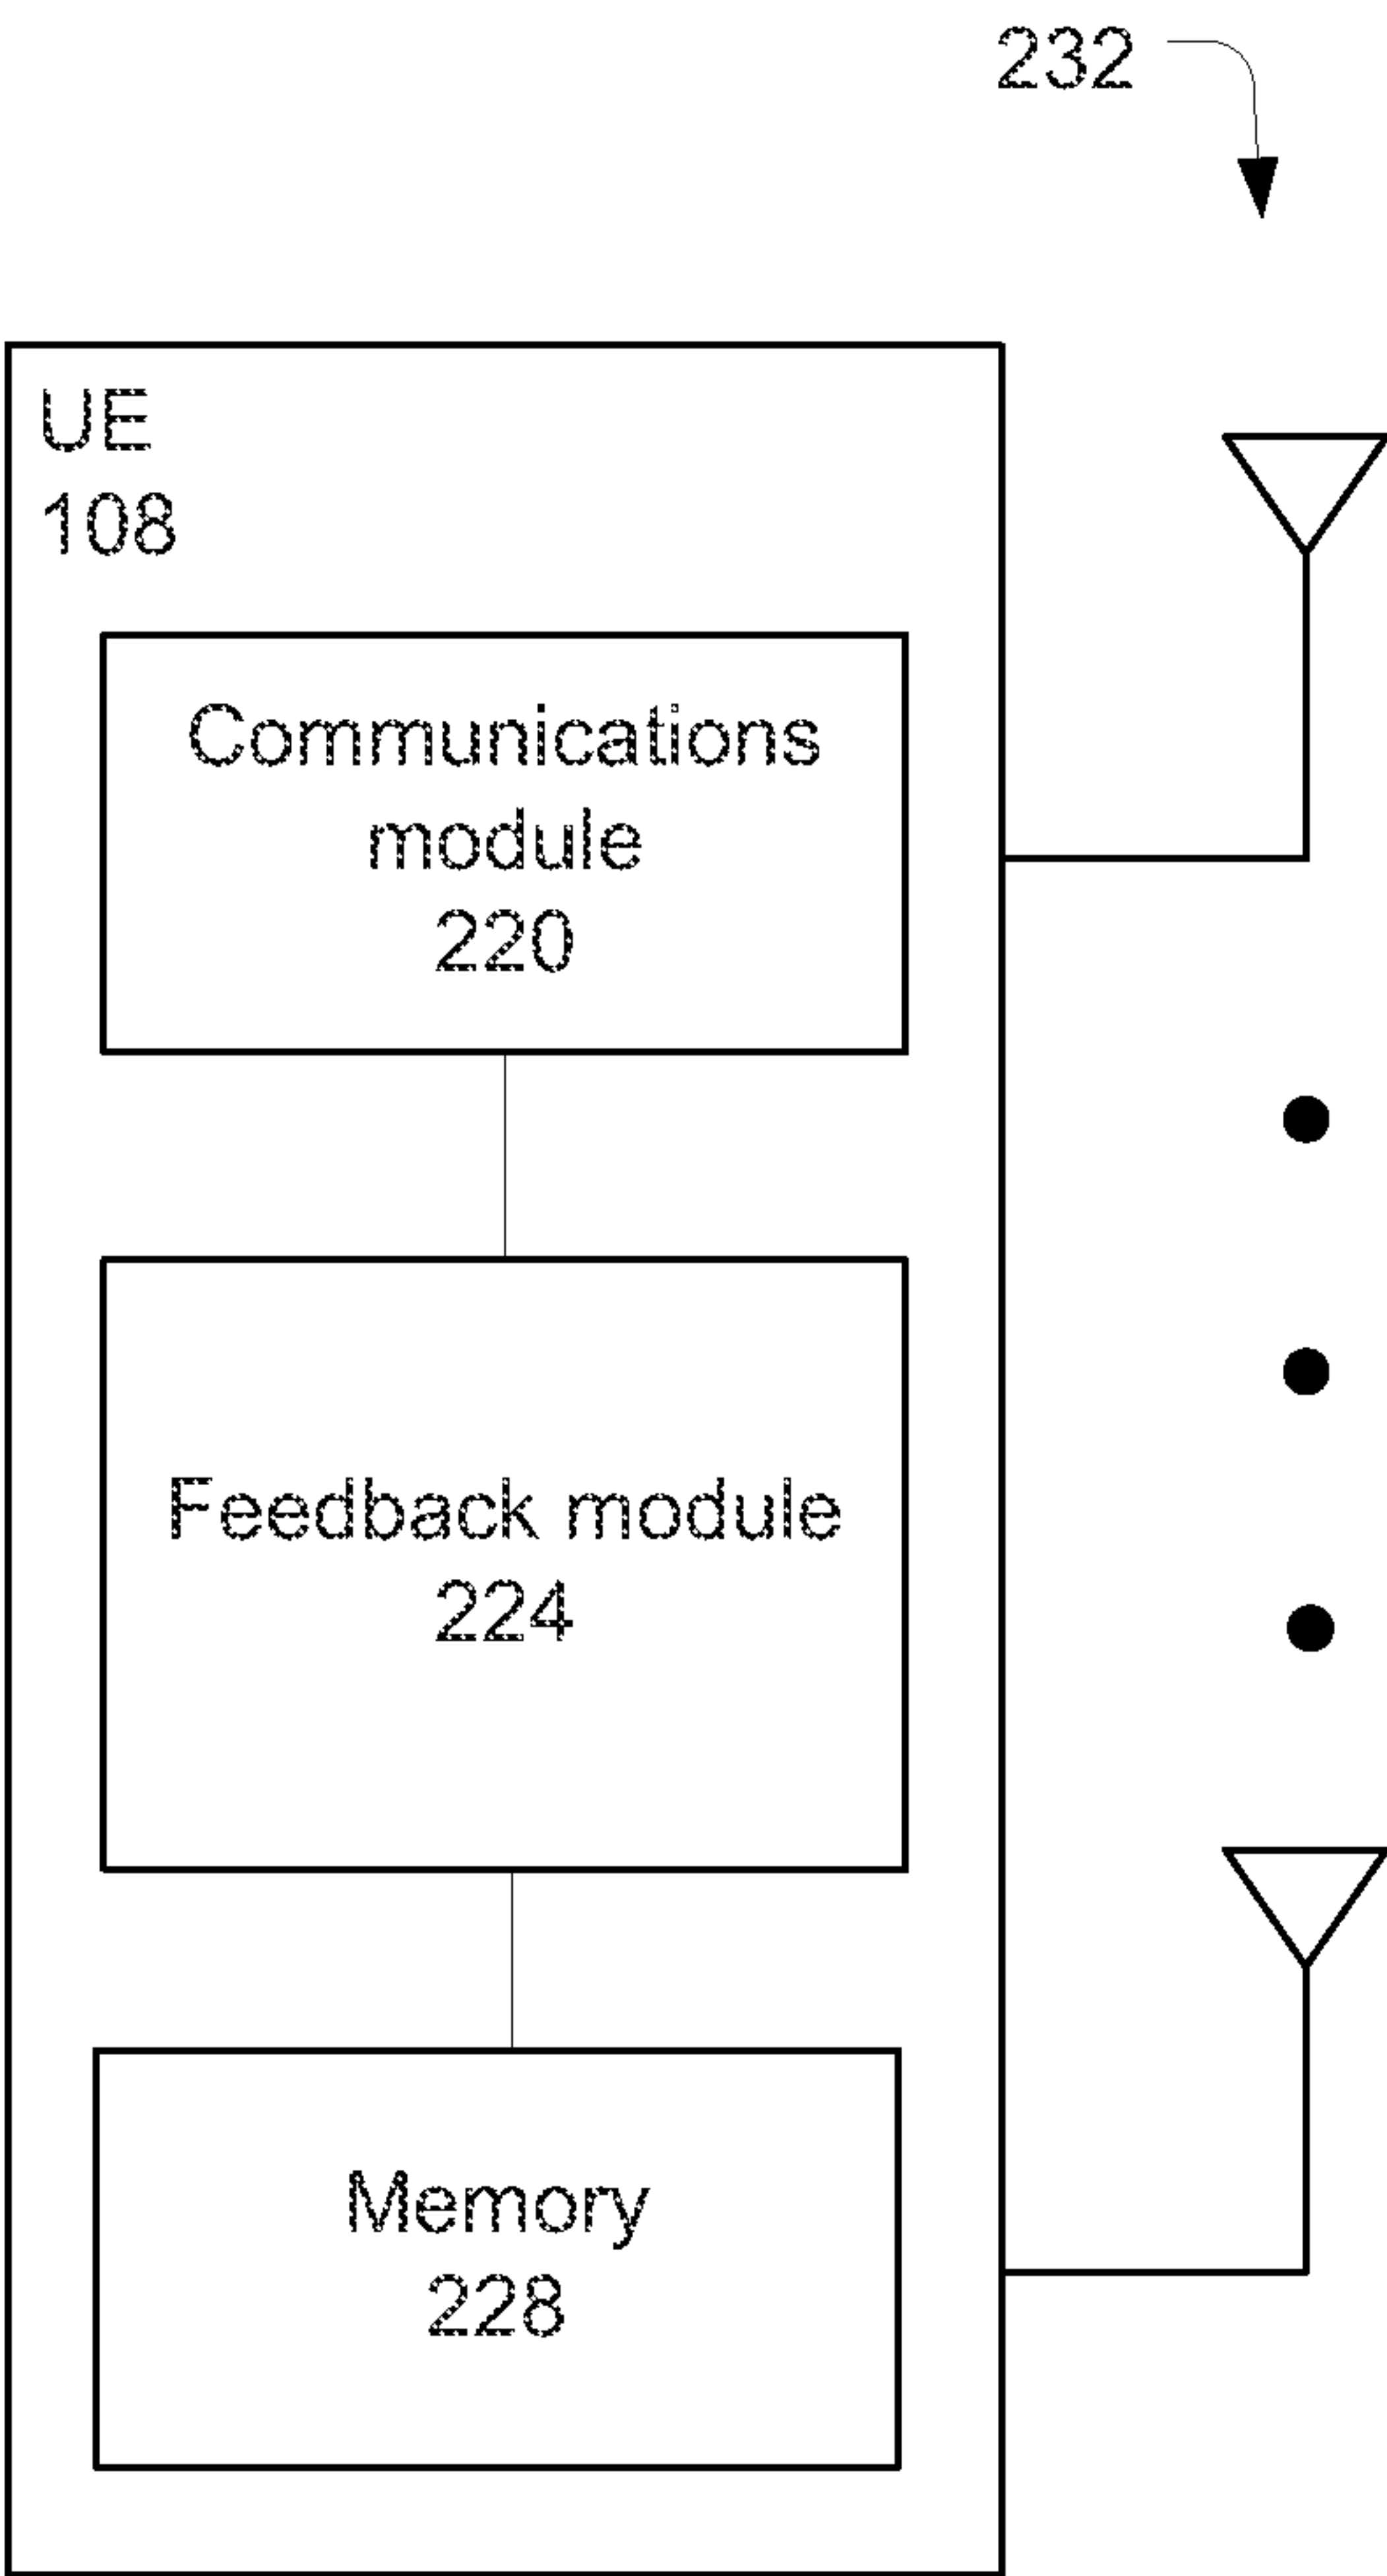 232
UE
108
Communications
module
220
Feedback module
224
Memory
228